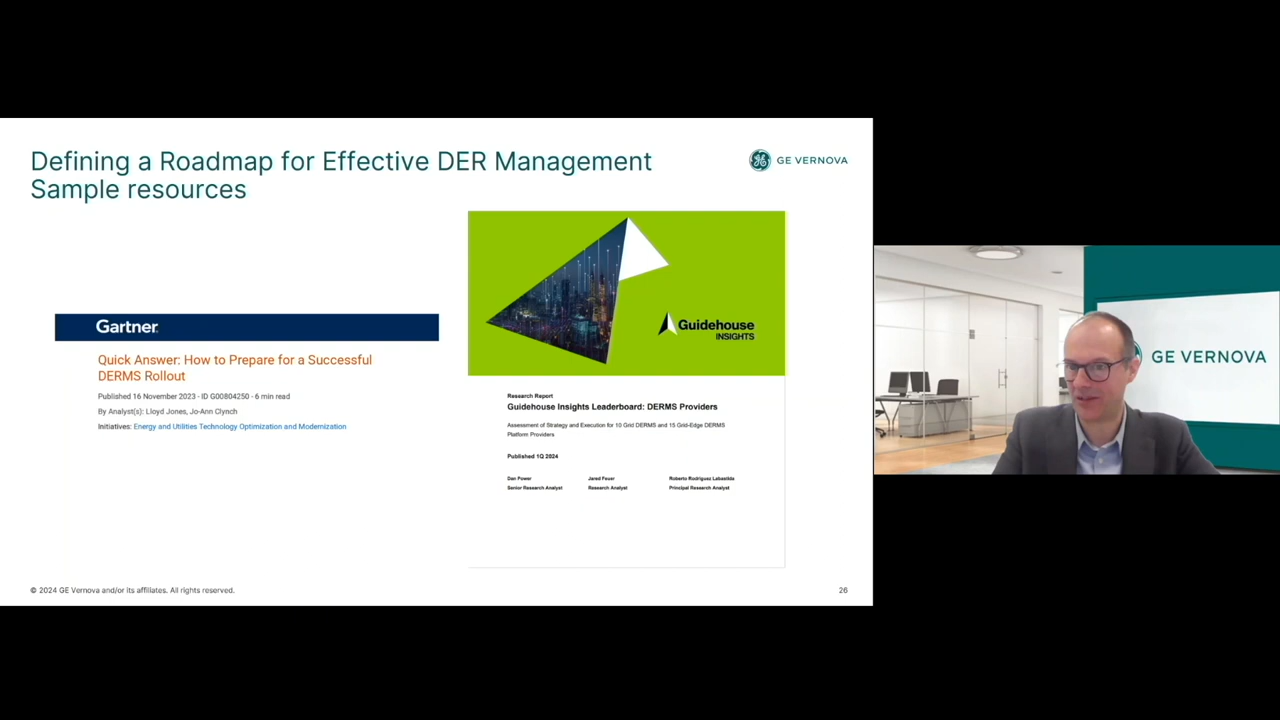 Defining a Roadmap for Effective DER Management
Sample resources
GE VERNOVA
Gartner
Quick Answer: How to Prepare for a Successful
DERMS Rollout
Published 16 November 2023 - ID G00804250 - 6 min read
By Analyst(s): Lloyd Jones, Jo-Ann Clynch
Initiatives: Energy and Utilities Technology Optimization and Modernization
Guidehouse
INSIGHTS
Research Report
Guidehouse Insights Leaderboard: DERMS Providers
Assessment of Strategy and Execution for 10 Grid DERMS and 15 Grid-Edge DERMS
Platform Providers
Published 1Q 2024
Dan Power
Senior Research Analyst
Jared Feuer
Research Analyst
Roberto Rodriguez Labastida
Principal Research Analyst
© 2024 GE Vernova and/or its affiliates. All rights reserved.
26
GE VERNOVA